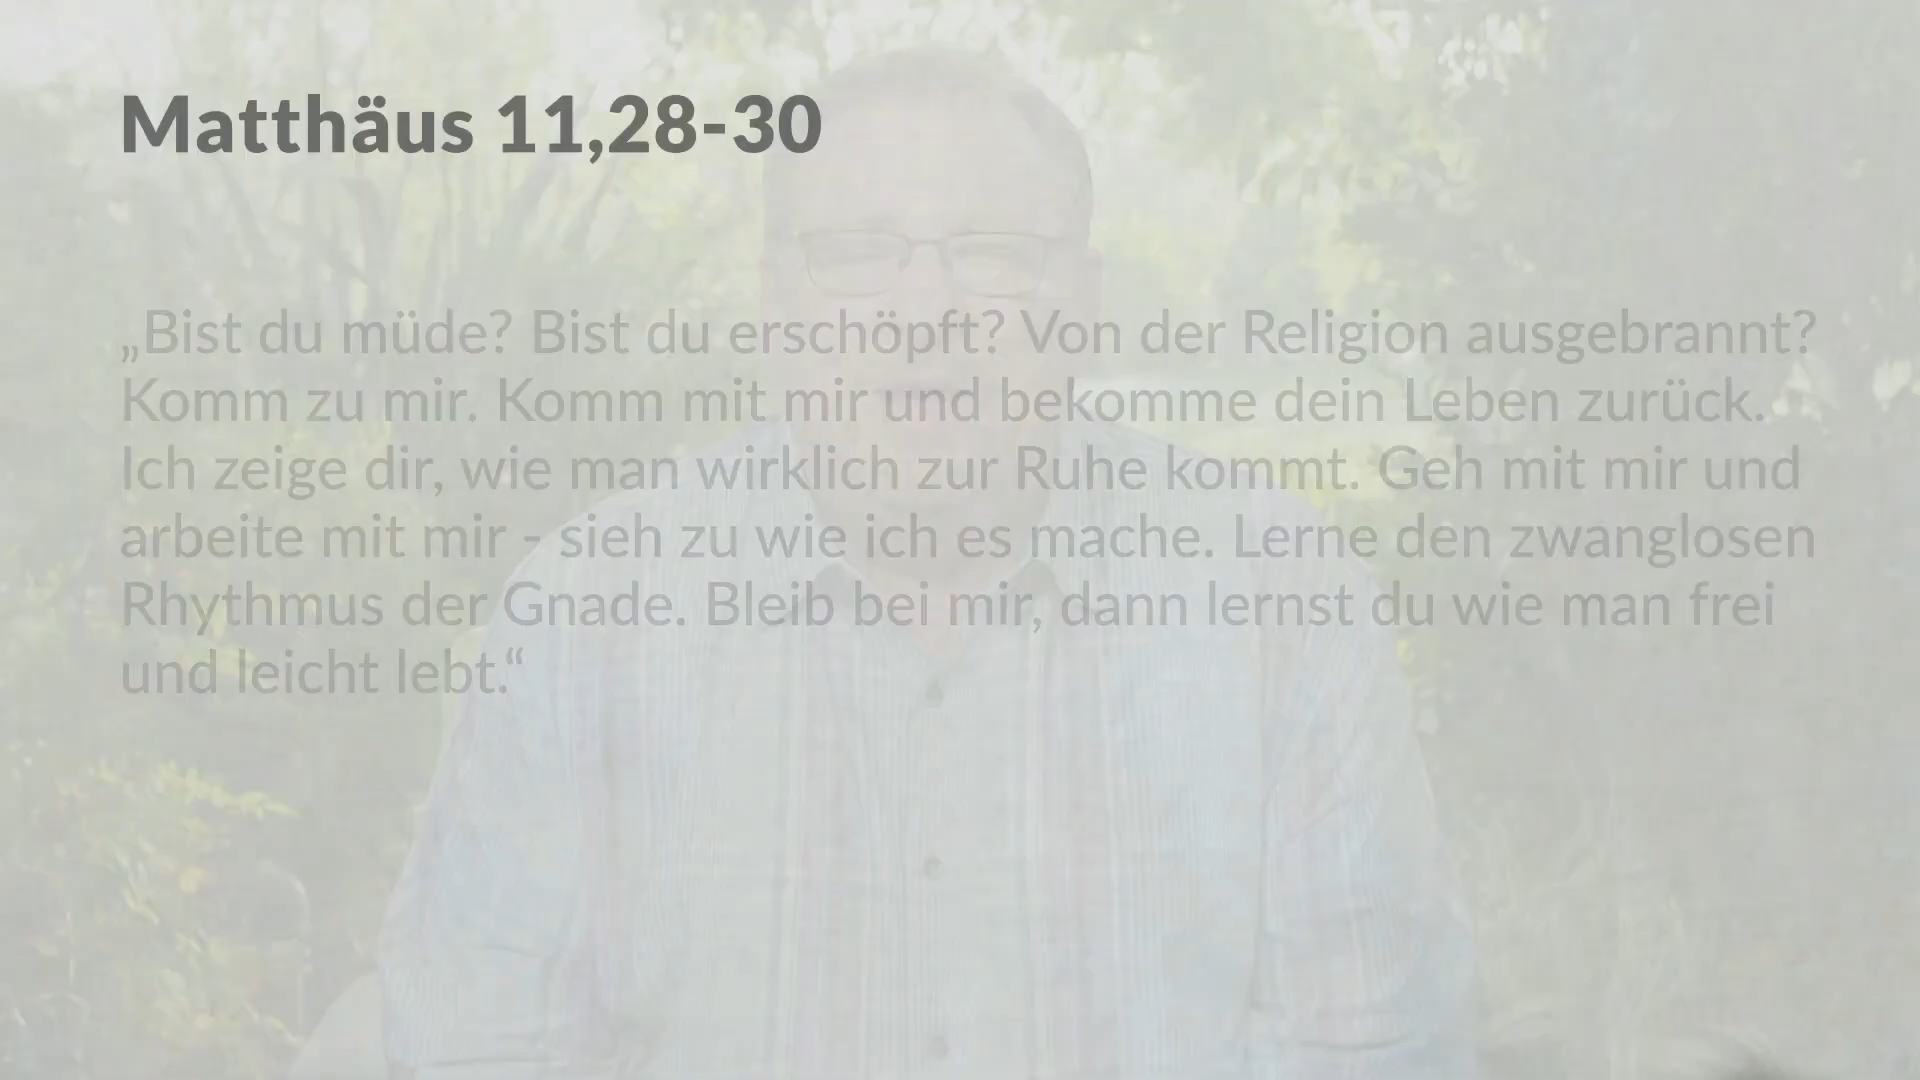 Matthäus 11,28-30
„Bist du müde? Bist du erschöpft? Von der Religion ausgebrannt?
Komm zu mir. Komm mit mir und bekomme dein Leben zurück.
Ich zeige dir, wie man wirklich zur Ruhe kommt. Geh mit mir und
arbeite mit mir - sieh zu wie ich es mache. Lerne den zwanglosen
Rhythmus der Gnade. Bleib bei mir, dann lernst du wie man frei
und leicht lebt.“